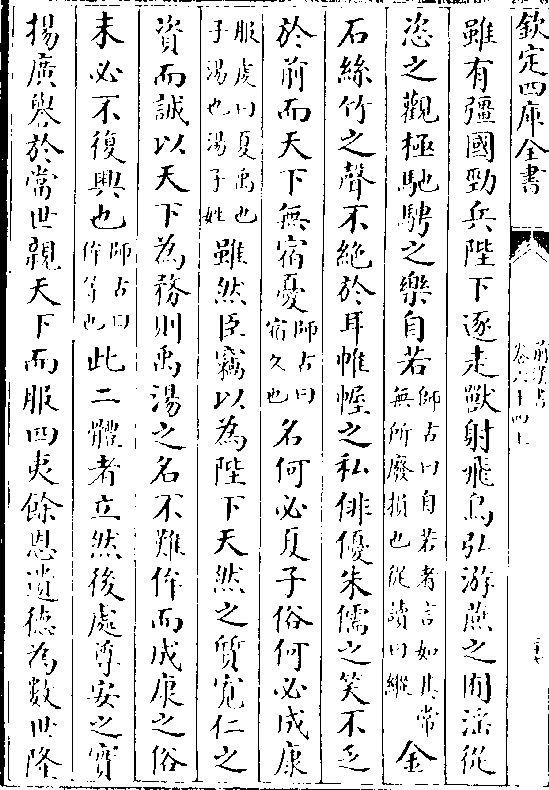 欽定四庫全書
前漢書
卷六十四上
雖有彊國勁兵陛下逐走獸射飛鳥弘游燕之囿淫從
恣之觀極馳騁之樂自若師古曰自若者言如其常無所廢損也從讀曰縱金
石絲竹之聲不絕於耳帷幄之私俳優朱儒之笑不乏
於前而天下無宿憂師古曰宿久也名何必夏子俗何必成康
服虔曰夏禹也子湯也湯子姓雖然臣竊以為陛下天然之質寛仁之
資而誠以天下為務則禹湯之名不難侔而成康之俗
未必不復興也師古曰侔等也此二體者立然後處尊安之實
揚廣譽於當世親天下而服四夷餘恩遺德為數世隆